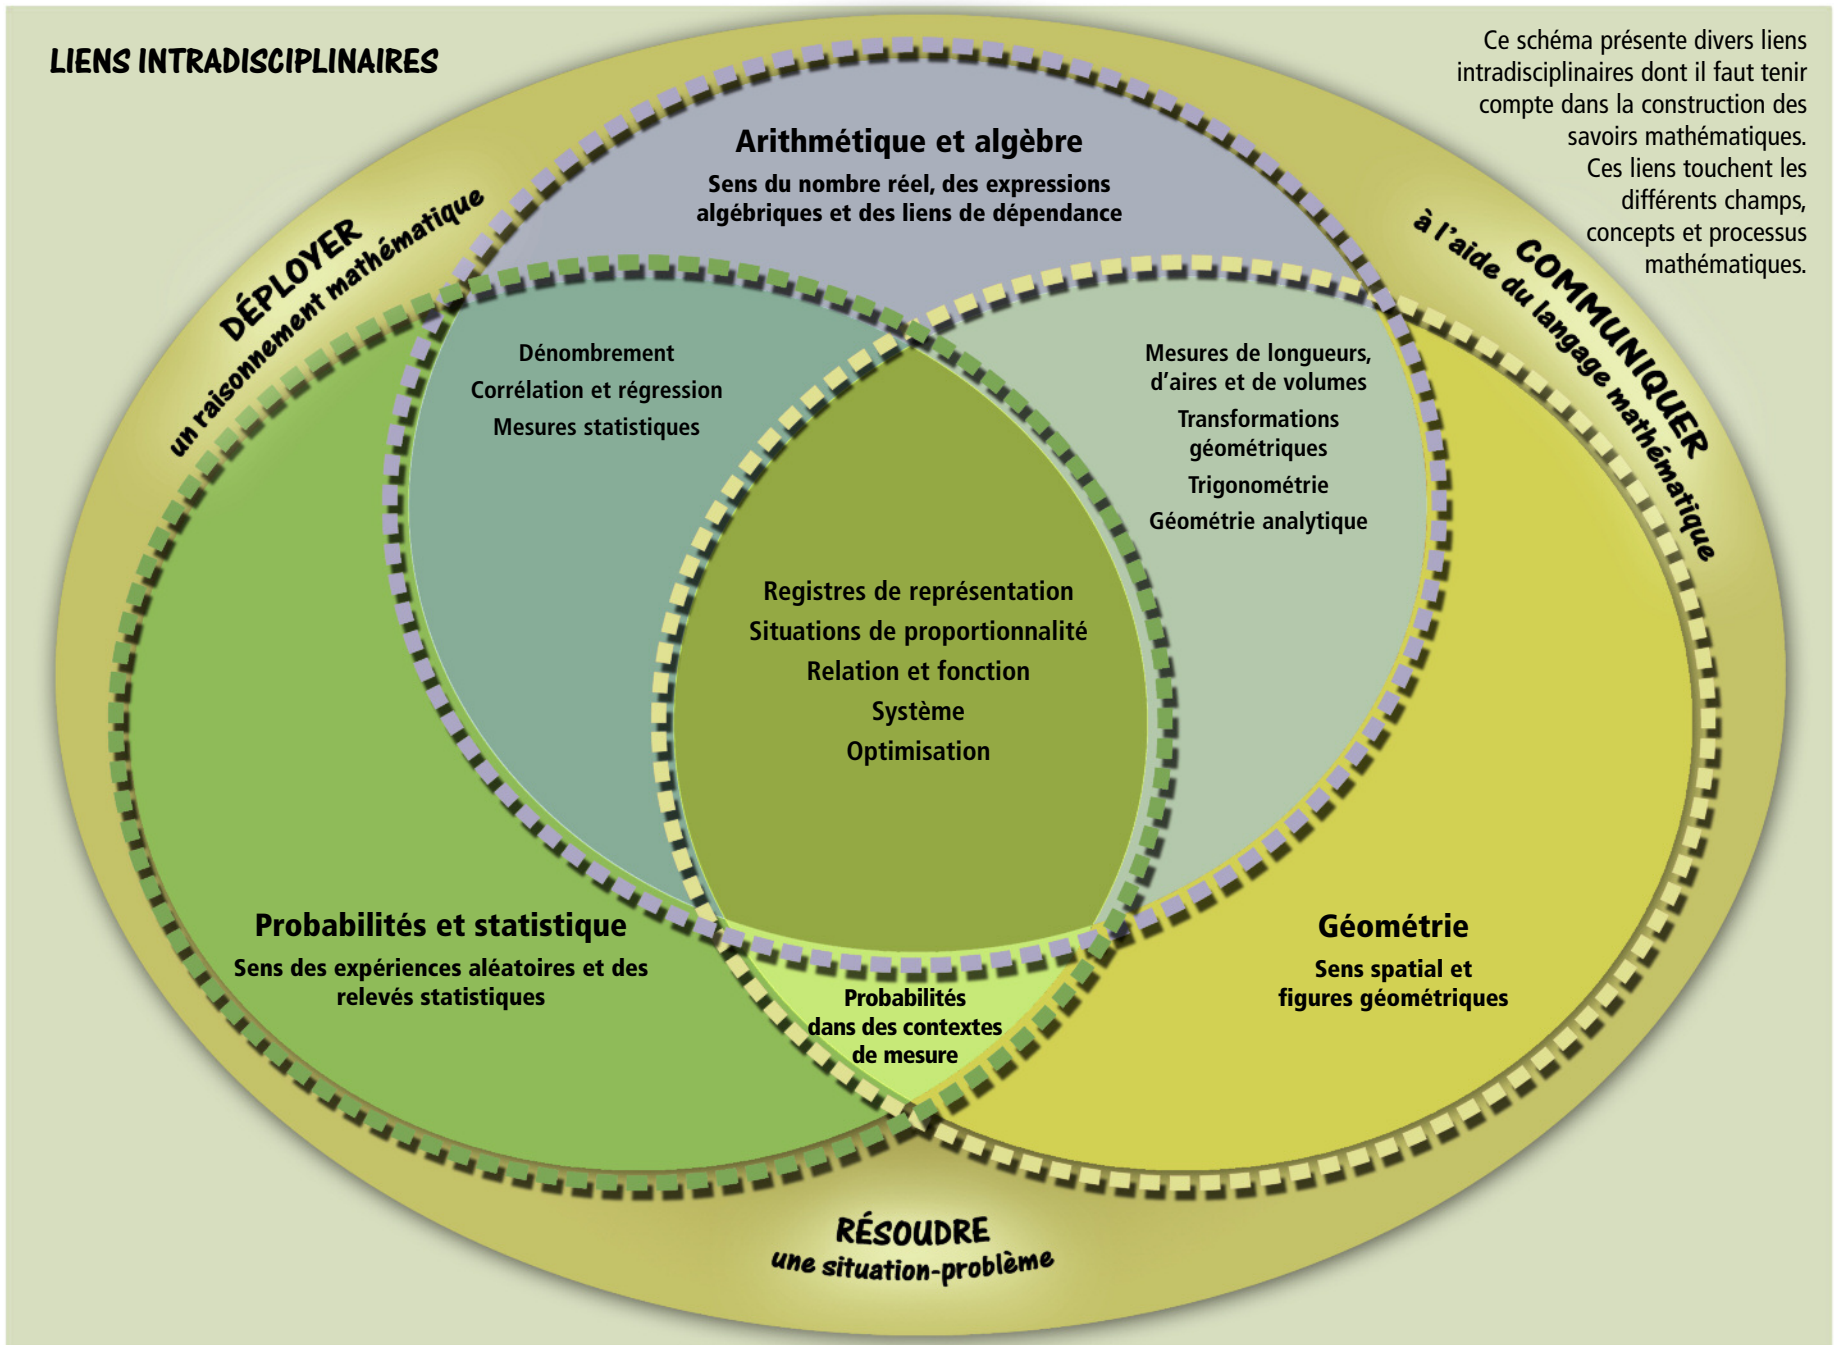 LIENS INTRADISCIPLINAIRES
Ce schéma présente divers liens
intradisciplinaires dont il faut tenir
compte dans la construction des
savoirs mathématiques.
Ces liens touchent les
différents champs,
concepts et processus
mathématiques.
DÉPLOYER
un raisonnement mathématique
COMMUNIQUER
à l'aide du langage mathématique
Arithmétique et algèbre
Sens du nombre réel, des expressions
algébriques et des liens de dépendance
Dénombrement
Corrélation et régression
Mesures statistiques
Mesures de longueurs,
d'aires et de volumes
Transformations
géométriques
Trigonométrie
Géométrie analytique
Registres de représentation
Situations de proportionnalité
Relation et fonction
Système
Optimisation
Probabilités et statistique
Sens des expériences aléatoires et des
relevés statistiques
Géométrie
Sens spatial et
figures géométriques
Probabilités
dans des contextes
de mesure
RÉSOUDRE
une situation-problème